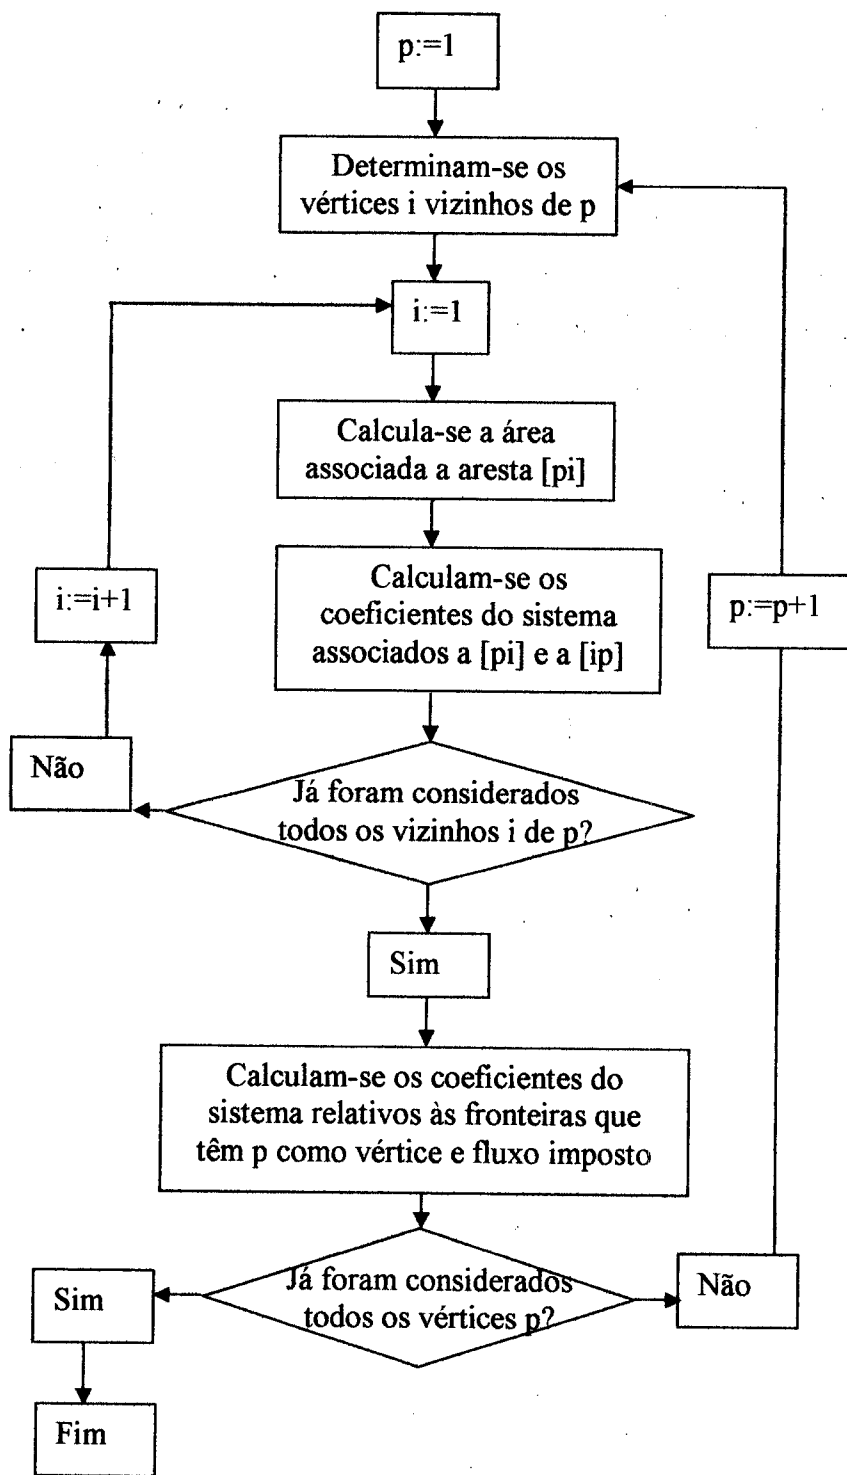 p:=1
Determinam-se os
vértices i vizinhos de p
i:=1
Calcula-se a área
associada a aresta [pi]
Calculam-se os
coeficientes do sistema
associados a [pi] e a [ip]
i:=i+1
p:=p+1
Não
Já foram considerados
todos os vizinhos i de p?
Sim
Calculam-se os coeficientes do
sistema relativos às fronteiras que
têm p como vértice e fluxo imposto
Já foram considerados
todos os vértices p?
Sim
Não
Fim